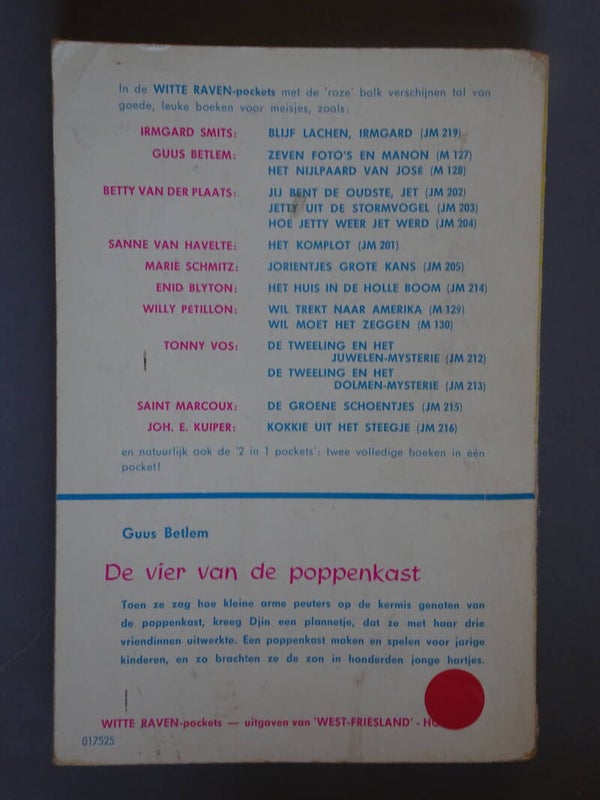 In de WITTE RAVEN-pockets met de 'roze' balk verschijnen tal van
goede, leuke boeken voor meisjes, zoals:
IRMGARD SMITS: BLIJF LACHEN, IRMGARD (JM 219)
GUUS BETLEM: ZEVEN FOTO'S EN MANON (M 127)
HET NIJLPAARD VAN JOSÉ (M 128)
BETTY VAN DER PLAATS: JIJ BENT DE OUDSTE, JET (JM 202)
JETTY UIT DE STORMVOGEL (JM 203)
HOE JETTY WEER JET WERD (JM 204)
SANNE VAN HAVELTE: HET KOMPLOT (JM 201)
MARIE SCHMITZ: JORIENTJES GROTE KANS (JM 205)
ENID BLYTON: HET HUIS IN DE HOLLE BOOM (JM 214)
WILLY PETILLON: WIL TREKT NAAR AMERIKA (M 129)
WIL MOET HET ZEGGEN (M 130)
TONNY VOS: DE TWEELING EN HET
JUWELEN-MYSTERIE (JM 212)
DE TWEELING EN HET
DOLMEN-MYSTERIE (JM 213)
SAINT MARCOUX: DE GROENE SCHOENTJES (JM 215)
JOH. E. KUIPER: KOKKIE UIT HET STEEGJE (JM 216)
en natuurlijk ook de '2 in 1 pockets': twee volledige boeken in één
pocket!
Guus Betlem
De vier van de poppenkast
Toen ze zag hoe kleine arme peuters op de kermis genoten van
de poppenkast, kreeg Djin een plannetje, dat ze met haar drie
vriendinnen uitwerkte. Een poppenkast maken en spelen voor jarige
kinderen, en zo brachten ze de zon in honderden jonge hartjes.
WITTE RAVEN-pockets — uitgaven van 'WEST-FRIESLAND' -
017525